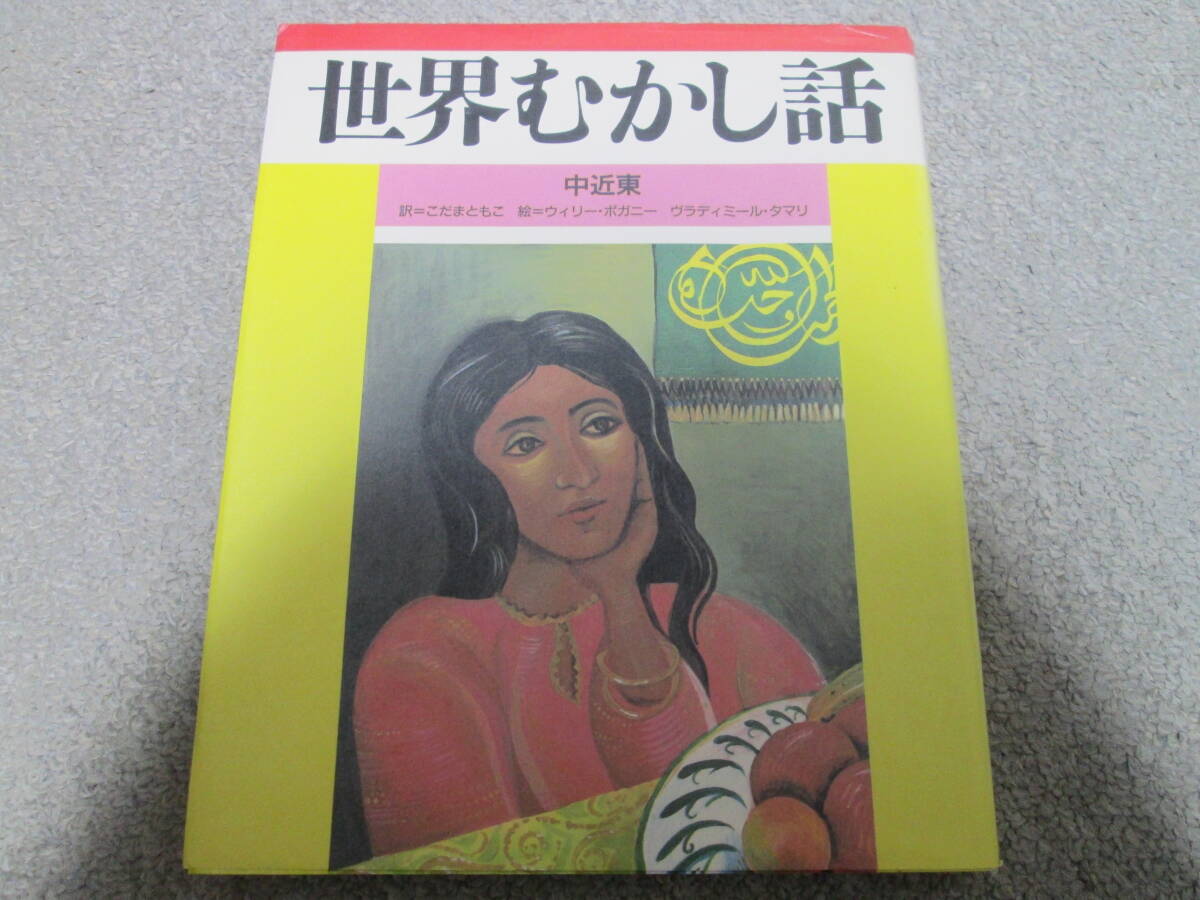 世界むかし話
中近東
訳=こだまともこ 絵=ウィリー・ポガニー ヴラディミール・タマリ